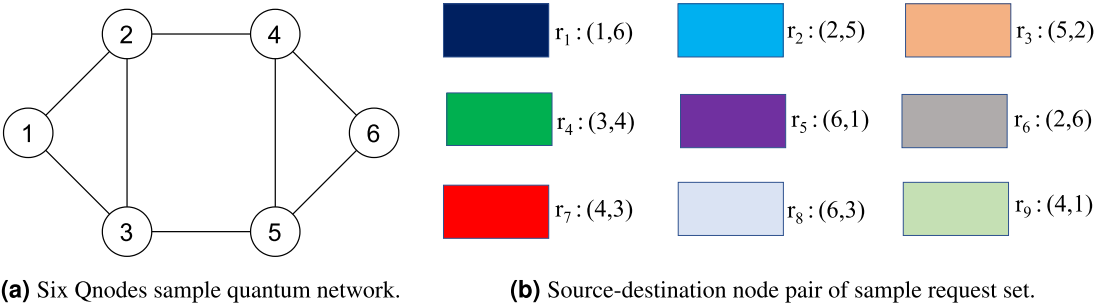 2 4
1 6
3 5
r1 : (1,6) r2 : (2,5) r3 : (5,2)
r4 : (3,4) r5 : (6,1) r6 : (2,6)
r7 : (4,3) r8 : (6,3) r9 : (4,1)
(a) Six Qnodes sample quantum network.
(b) Source-destination node pair of sample request set.